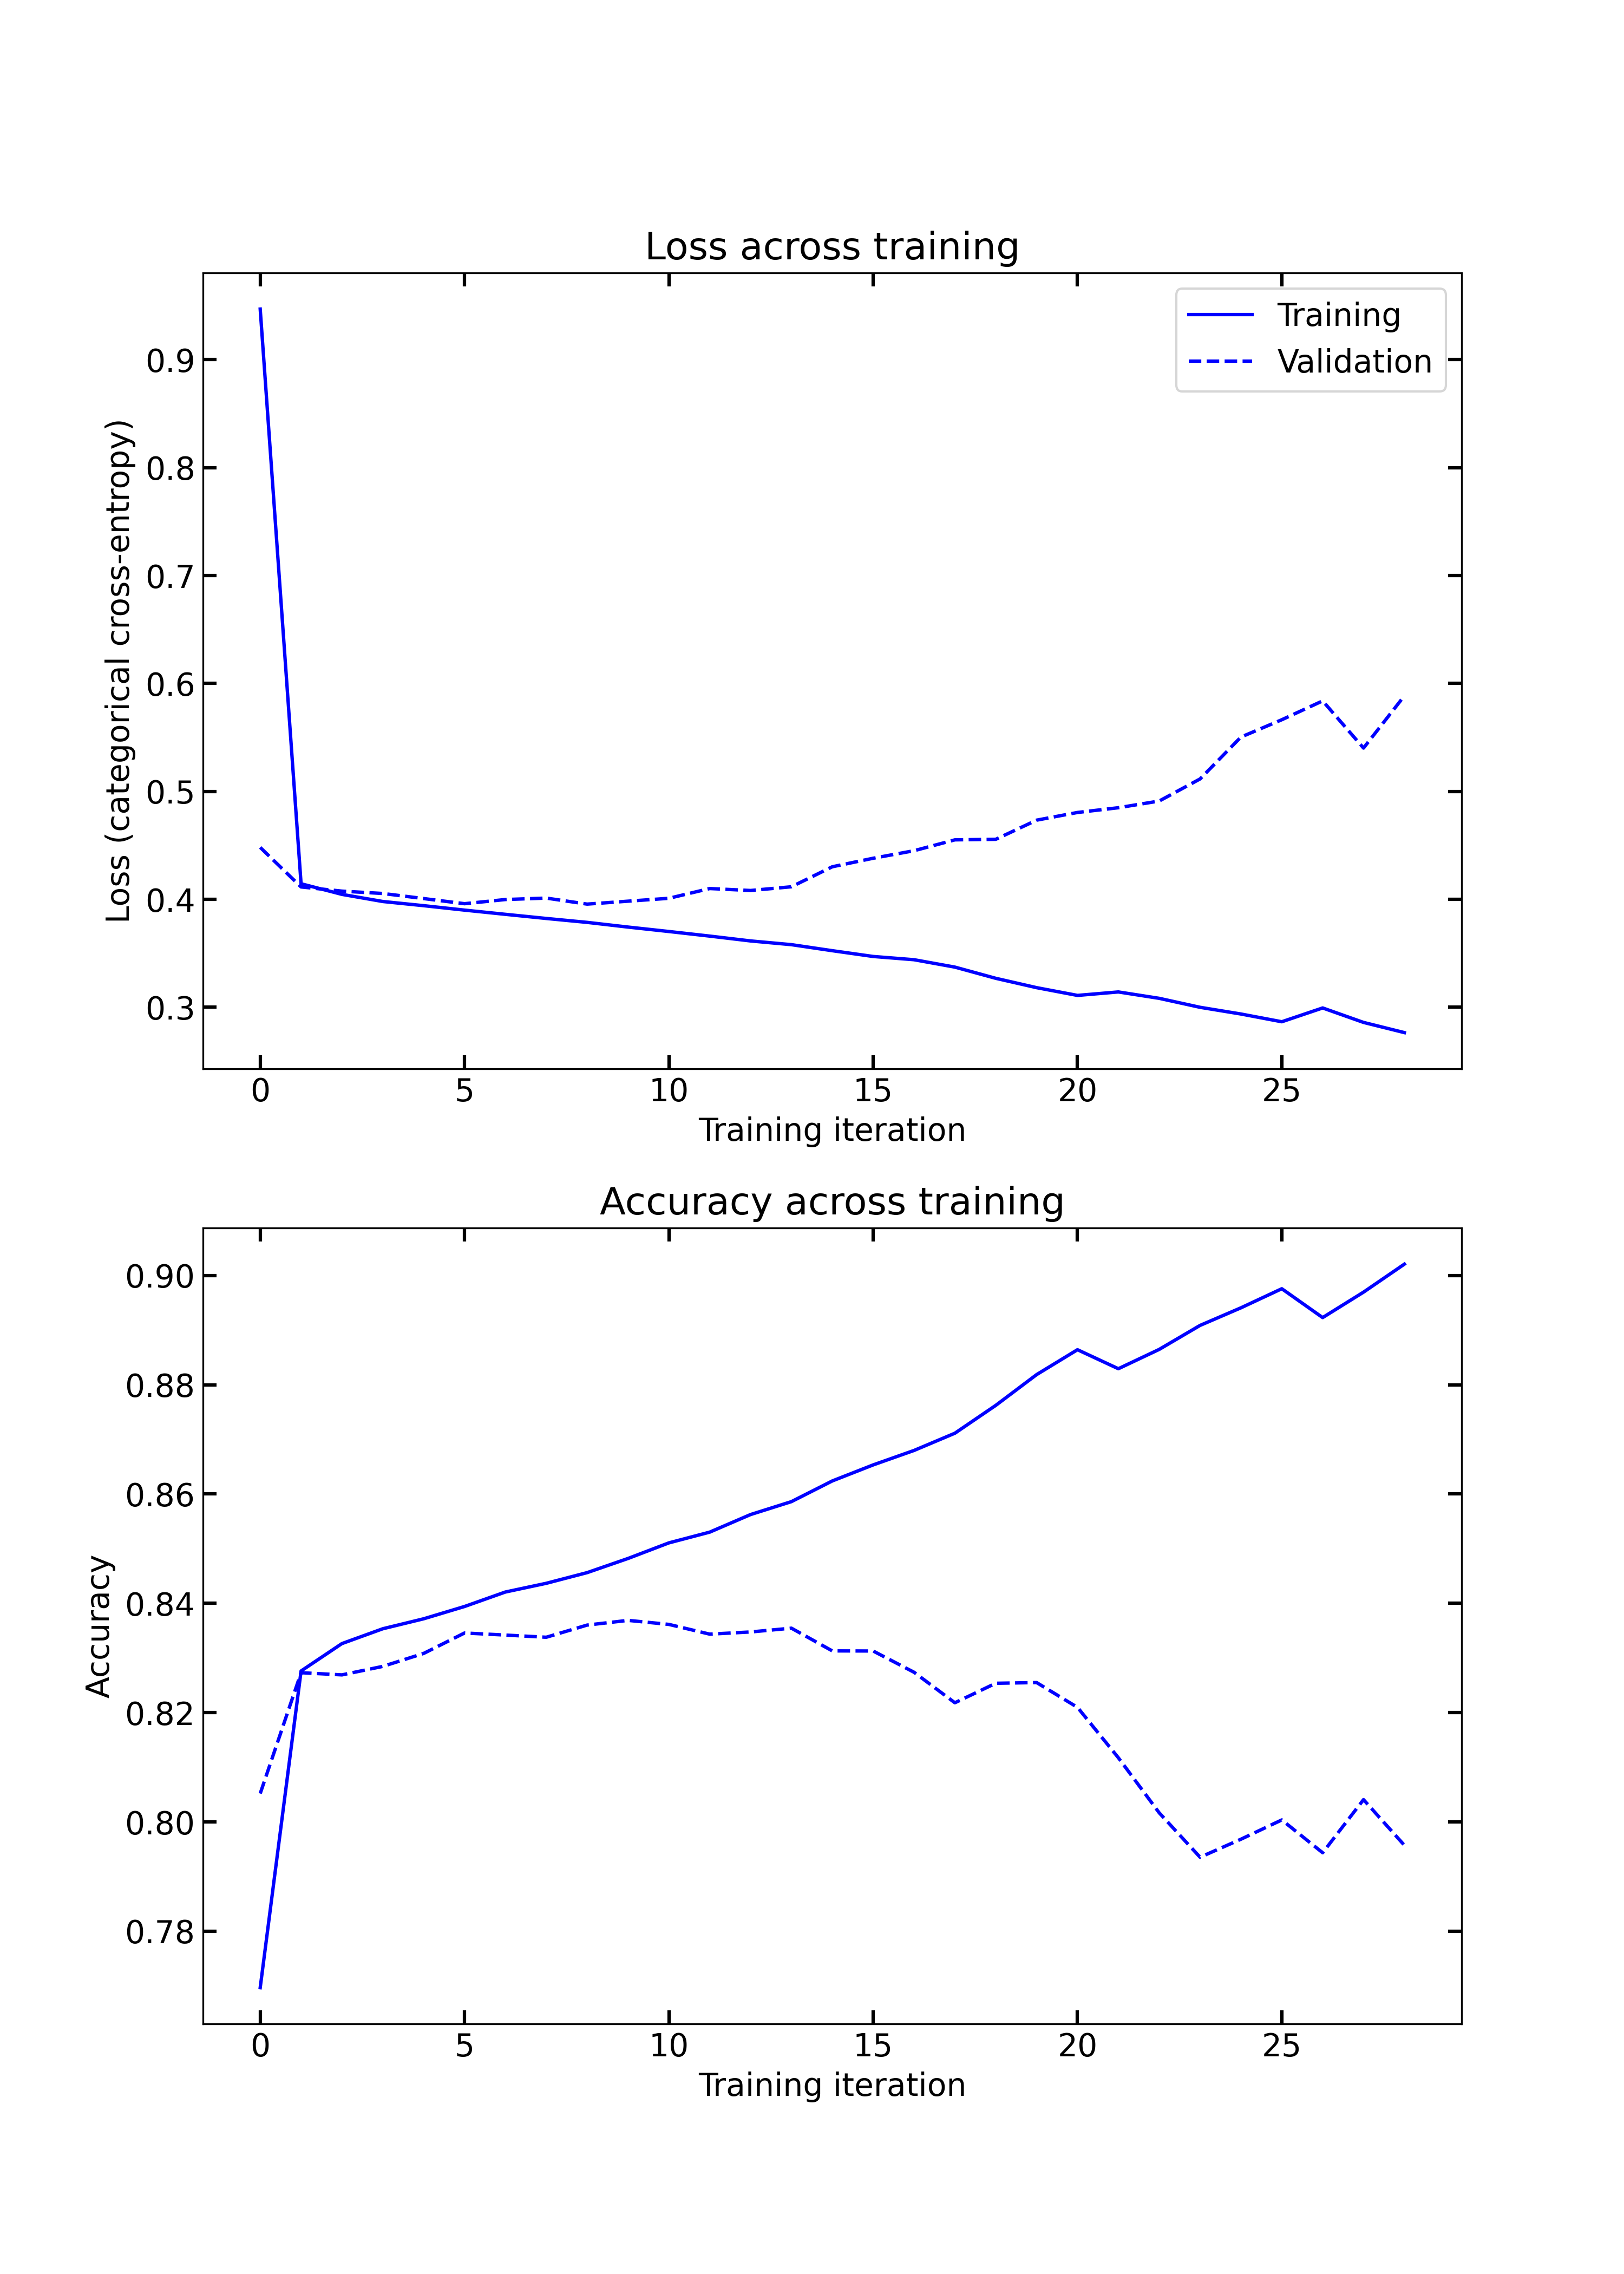 Loss across training
Training
Validation
0.9
0.8
0.7
0.6
0.5
0.4
0.3
Loss (categorical cross-entropy)
0 5 10 15 20 25
Training iteration
Accuracy across training
0.90
0.88
0.86
0.84
0.82
0.80
0.78
Accuracy
0 5 10 15 20 25
Training iteration